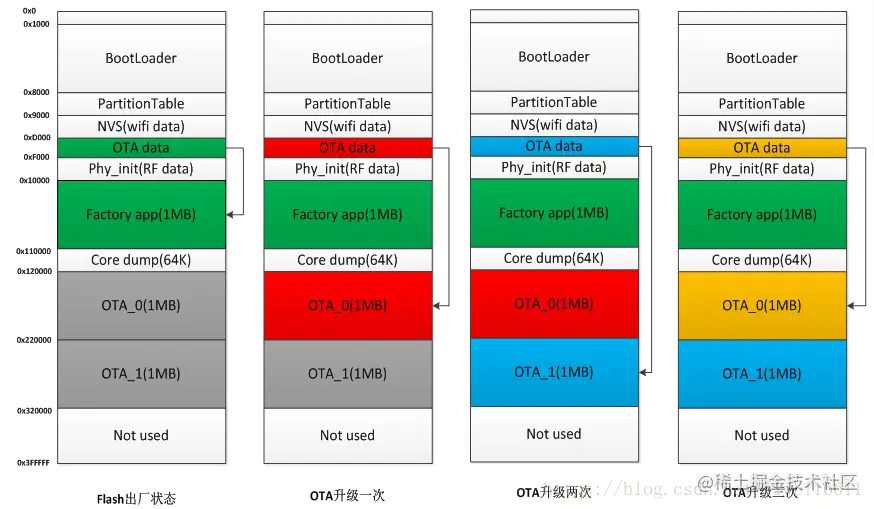 0x0
0x1000
BootLoader
0x8000
PartitionTable
0x9000
NVS(wifi data)
0xD000
OTA data
0xF000
Phy_init(RF data)
0x10000
Factory app(1MB)
0x110000
Core dump(64K)
0x120000
OTA_0(1MB)
0x220000
OTA_1(1MB)
0x320000
Not used
0x3FFFFF
Flash出厂状态
BootLoader
PartitionTable
NVS(wifi data)
OTA data
Phy_init(RF data)
Factory app(1MB)
Core dump(64K)
OTA_0(1MB)
OTA_1(1MB)
Not used
OTA升级一次
BootLoader
PartitionTable
NVS(wifi data)
OTA data
Phy_init(RF data)
Factory app(1MB)
Core dump(64K)
OTA_0(1MB)
OTA_1(1MB)
Not used
OTA升级两次
BootLoader
PartitionTable
NVS(wifi data)
OTA data
Phy_init(RF data)
Factory app(1MB)
Core dump(64K)
OTA_0(1MB)
OTA_1(1MB)
Not used
OTA升级三次
@稀土掘金技术社区